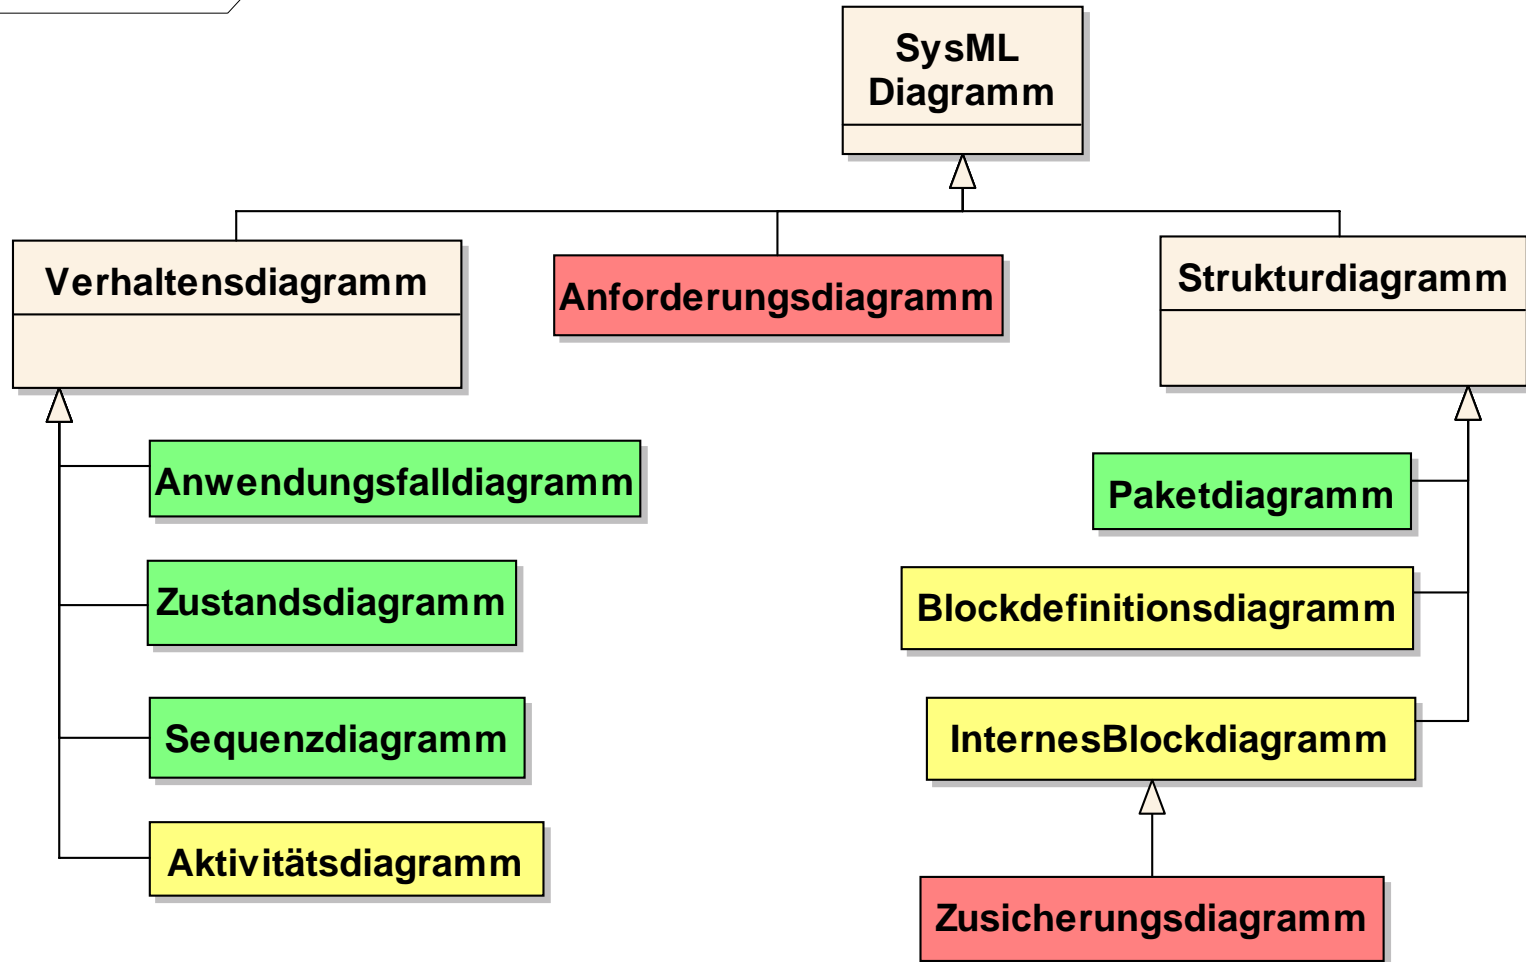 SysML
Diagramm
Verhaltensdiagramm
Anforderungsdiagramm
Strukturdiagramm
Anwendungsfalldiagramm
Paketdiagramm
Zustandsdiagramm
Blockdefinitionsdiagramm
Sequenzdiagramm
InternesBlockdiagramm
Aktivitätsdiagramm
Zusicherungsdiagramm